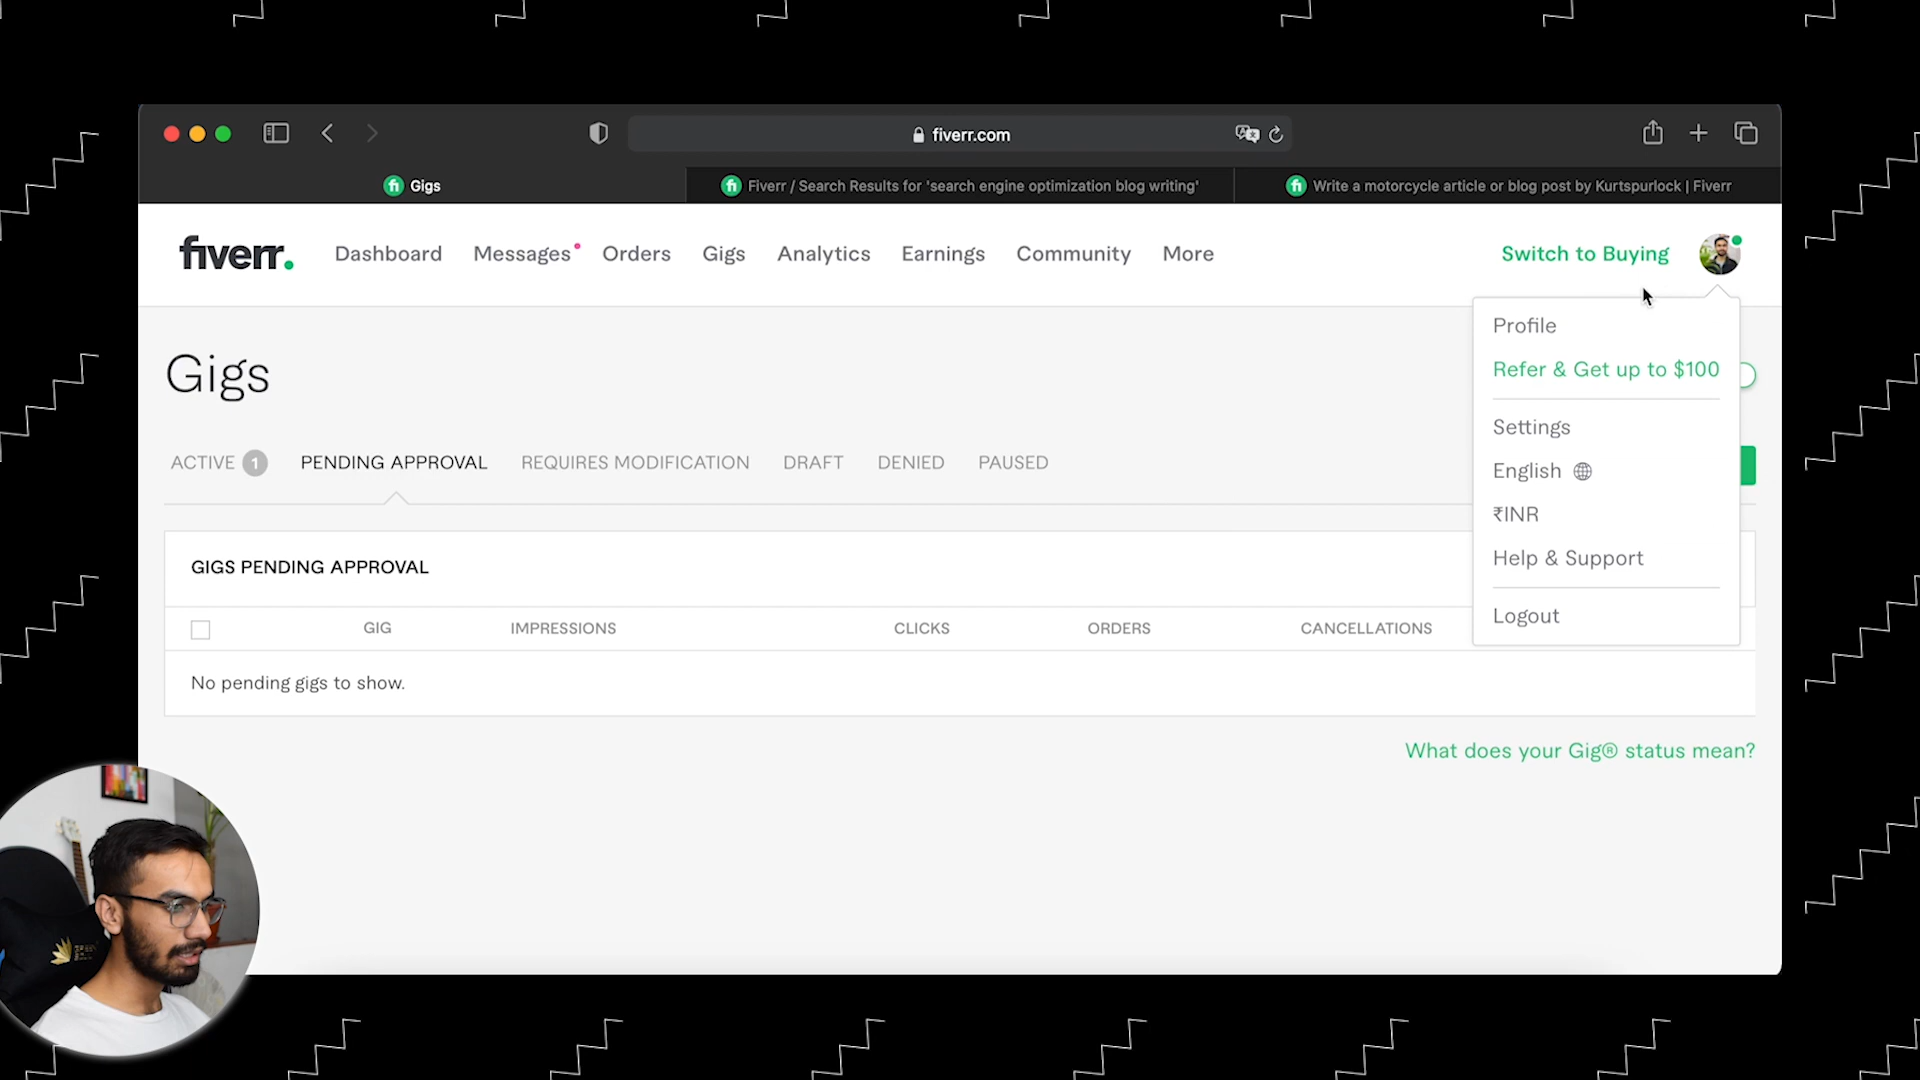 fiverr.com
Gigs
Fiverr / Search Results for 'search engine optimization blog writing'
Write a motorcycle article or blog post by Kurtspurlock | Fiverr
fiverr.
Dashboard
Messages
Orders
Gigs
Analytics
Earnings
Community
More
Switch to Buying
Profile
Refer & Get up to $100
Settings
English
₹INR
Help & Support
Logout
Gigs
ACTIVE 1
PENDING APPROVAL
REQUIRES MODIFICATION
DRAFT
DENIED
PAUSED
GIGS PENDING APPROVAL
GIG
IMPRESSIONS
CLICKS
ORDERS
CANCELLATIONS
No pending gigs to show.
What does your Gig® status mean?